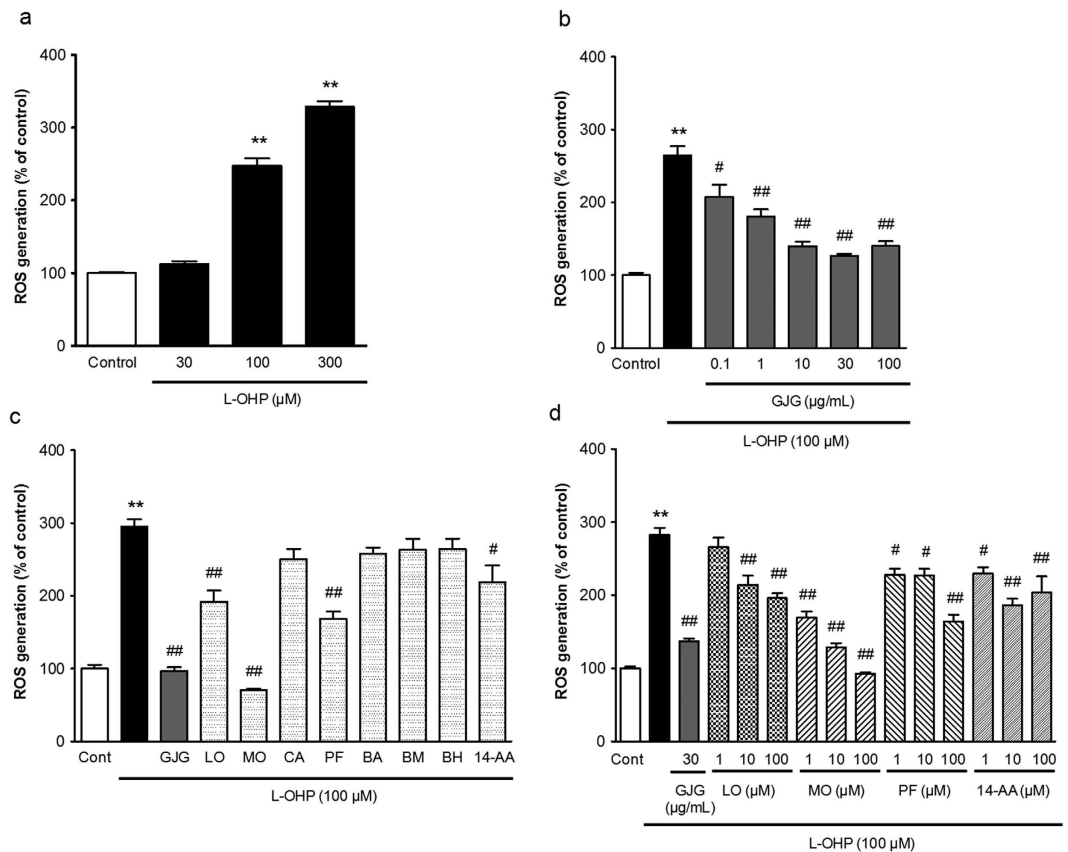 a
400
300
200
100
0
ROS generation (% of control)
**
**
Control
30
100
300
L-OHP (µM)
b
400
300
200
100
0
ROS generation (% of control)
**
#
##
##
##
##
Control
0.1
1
10
30
100
GJG (µg/mL)
L-OHP (100 µM)
c
400
300
200
100
0
ROS generation (% of control)
**
##
##
##
##
#
Cont
GJG
LO
MO
CA
PF
BA
BM
BH
14-AA
L-OHP (100 µM)
d
400
300
200
100
0
ROS generation (% of control)
**
##
##
##
##
##
##
#
#
##
#
##
##
Cont
30
1
10
100
1
10
100
1
10
100
1
10
100
GJG
(µg/mL)
LO (µM)
MO (µM)
PF (µM)
14-AA (µM)
L-OHP (100 µM)